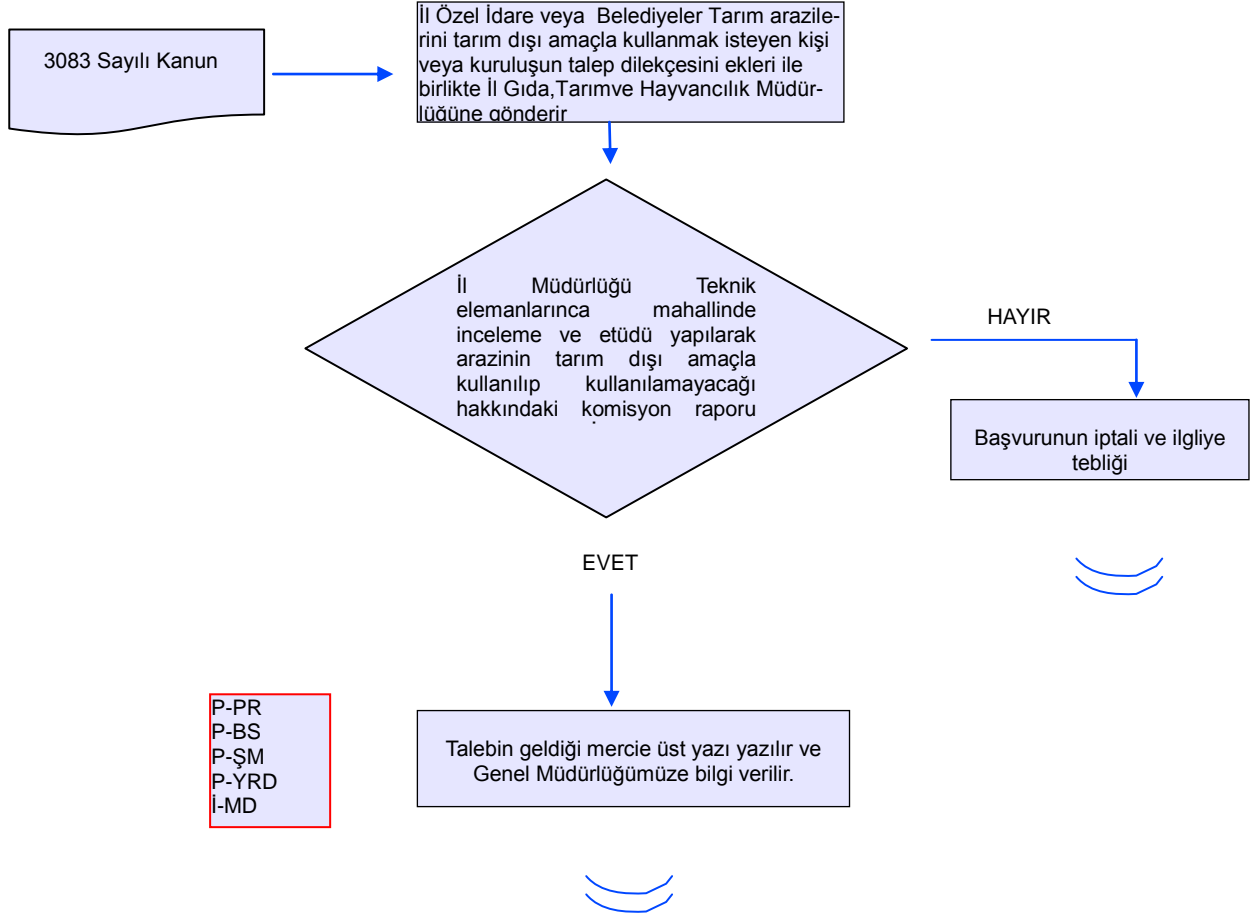 3083 Sayılı Kanun
İl Özel İdare veya Belediyeler Tarım arazile-
rini tarım dışı amaçla kullanmak isteyen kişi
veya kuruluşun talep dilekçesini ekleri ile
birlikte İl Gıda,Tarımve Hayvancılık Müdür-
lüğüne gönderir
İl Müdürlüğü Teknik
elemanlarınca mahallinde
inceleme ve etüdü yapılarak
arazinin tarım dışı amaçla
kullanılıp kullanılamayacağı
hakkındaki komisyon raporu
HAYIR
Başvurunun iptali ve ilgliye
tebliği
EVET
P-PR
P-BS
P-ŞM
P-YRD
İ-MD
Talebin geldiği mercie üst yazı yazılır ve
Genel Müdürlüğümüze bilgi verilir.